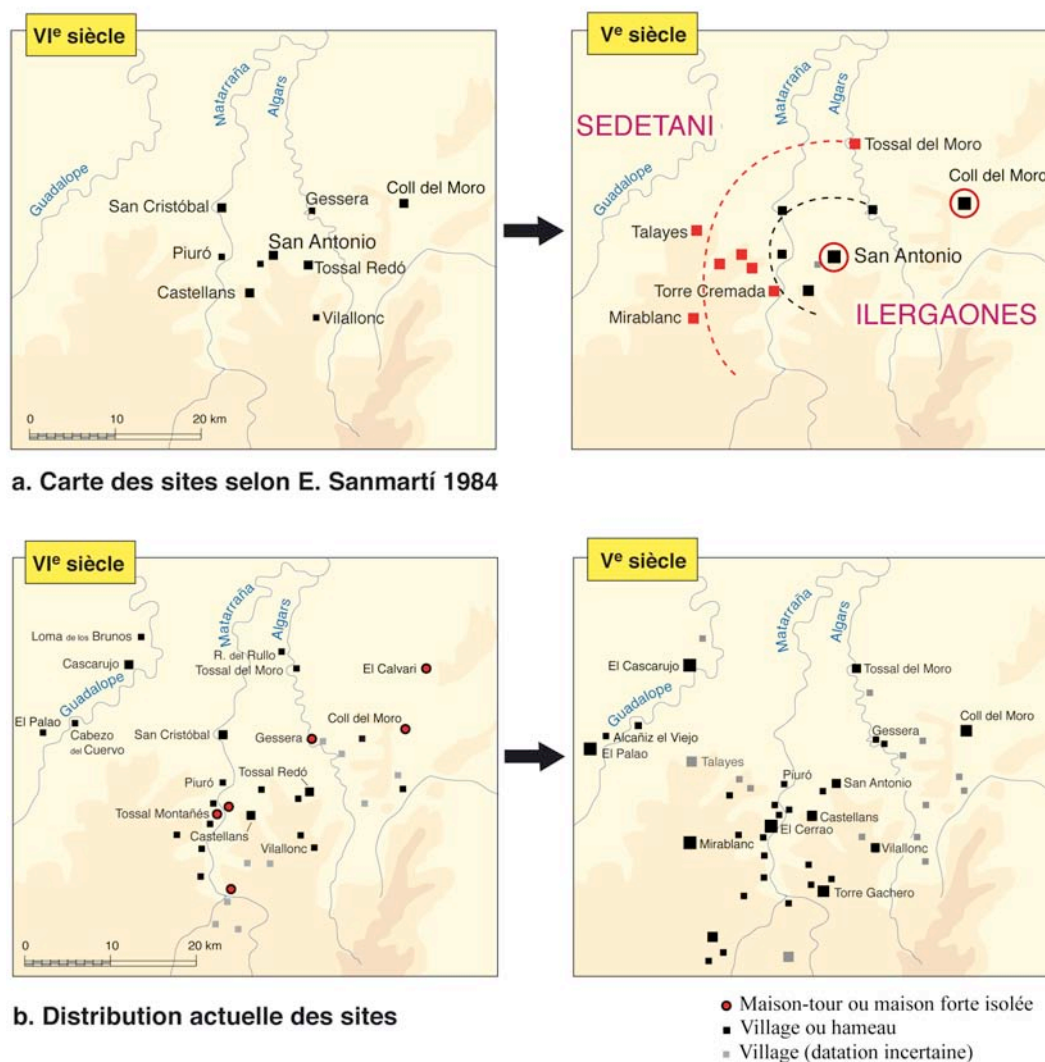 VIe siècle
Matarraña
Algars
Guadalope
San Cristóbal
Gessera
Coll del Moro
Piuró
San Antonio
Tossal Redó
Castellans
Vilallonc
0 10 20 km
Ve siècle
Matarraña
Algars
SEDETANI
Guadalope
Tossal del Moro
Coll del Moro
Talayes
San Antonio
Torre Cremada
Mirablanc
ILERGAONES
a. Carte des sites selon E. Sanmartí 1984
VIe siècle
Matarraña
Algars
Loma de los Brunos
Cascarujo
R. del Rullo
Tossal del Moro
El Calvari
Guadalope
El Palao
Cabezo
del Cuervo
San Cristóbal
Gessera
Coll del Moro
Piuró
Tossal Redó
Tossal Montañés
Castellans
Vilallonc
0 10 20 km
Ve siècle
Matarraña
Algars
El Cascarujo
Tossal del Moro
Guadalope
Alcañiz el Viejo
El Palao
Gessera
Coll del Moro
Talayes
Piuró
San Antonio
Castellans
El Cerrao
Mirablanc
Vilallonc
Torre Gachero
b. Distribution actuelle des sites
Maison-tour ou maison forte isolée
Village ou hameau
Village (datation incertaine)